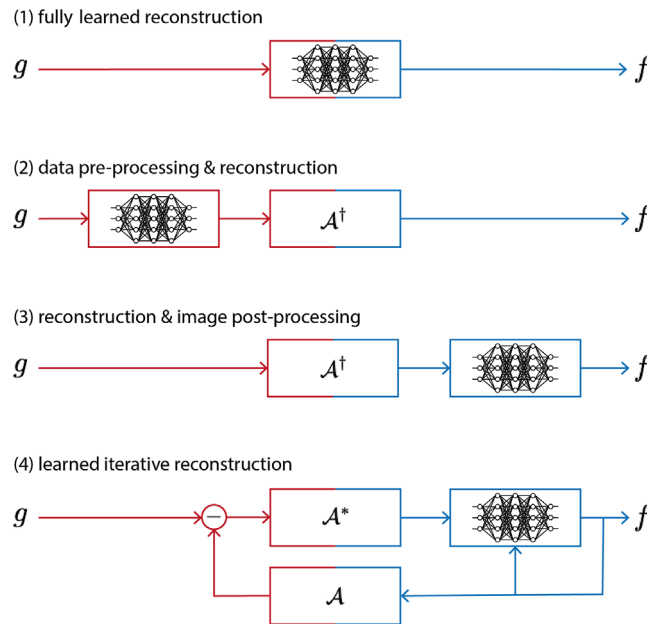 (1) fully learned reconstruction
g f
(2) data pre-processing & reconstruction
g 𝒜† f
(3) reconstruction & image post-processing
g 𝒜† f
(4) learned iterative reconstruction
g − 𝒜* f
𝒜